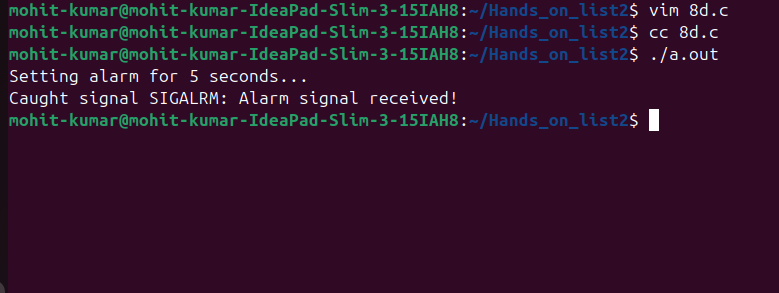 mohit-kumar@mohit-kumar-IdeaPad-Slim-3-15IAH8:~/Hands_on_list2$ vim 8d.c
mohit-kumar@mohit-kumar-IdeaPad-Slim-3-15IAH8:~/Hands_on_list2$ cc 8d.c
mohit-kumar@mohit-kumar-IdeaPad-Slim-3-15IAH8:~/Hands_on_list2$ ./a.out
Setting alarm for 5 seconds...
Caught signal SIGALRM: Alarm signal received!
mohit-kumar@mohit-kumar-IdeaPad-Slim-3-15IAH8:~/Hands_on_list2$